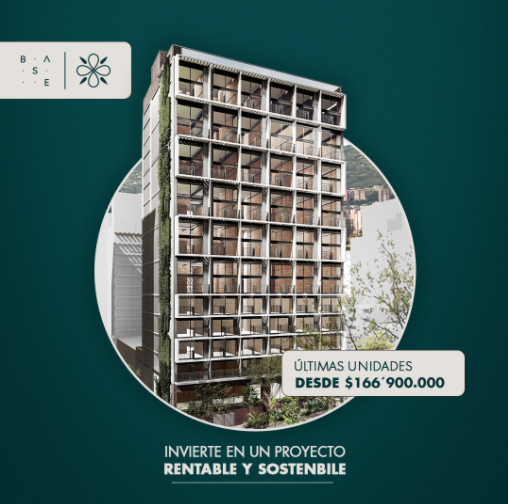 B · A
· S ·
· · E
ÚLTIMAS UNIDADES
DESDE $166´900.000
INVIERTE EN UN PROYECTO
RENTABLE Y SOSTENBILE